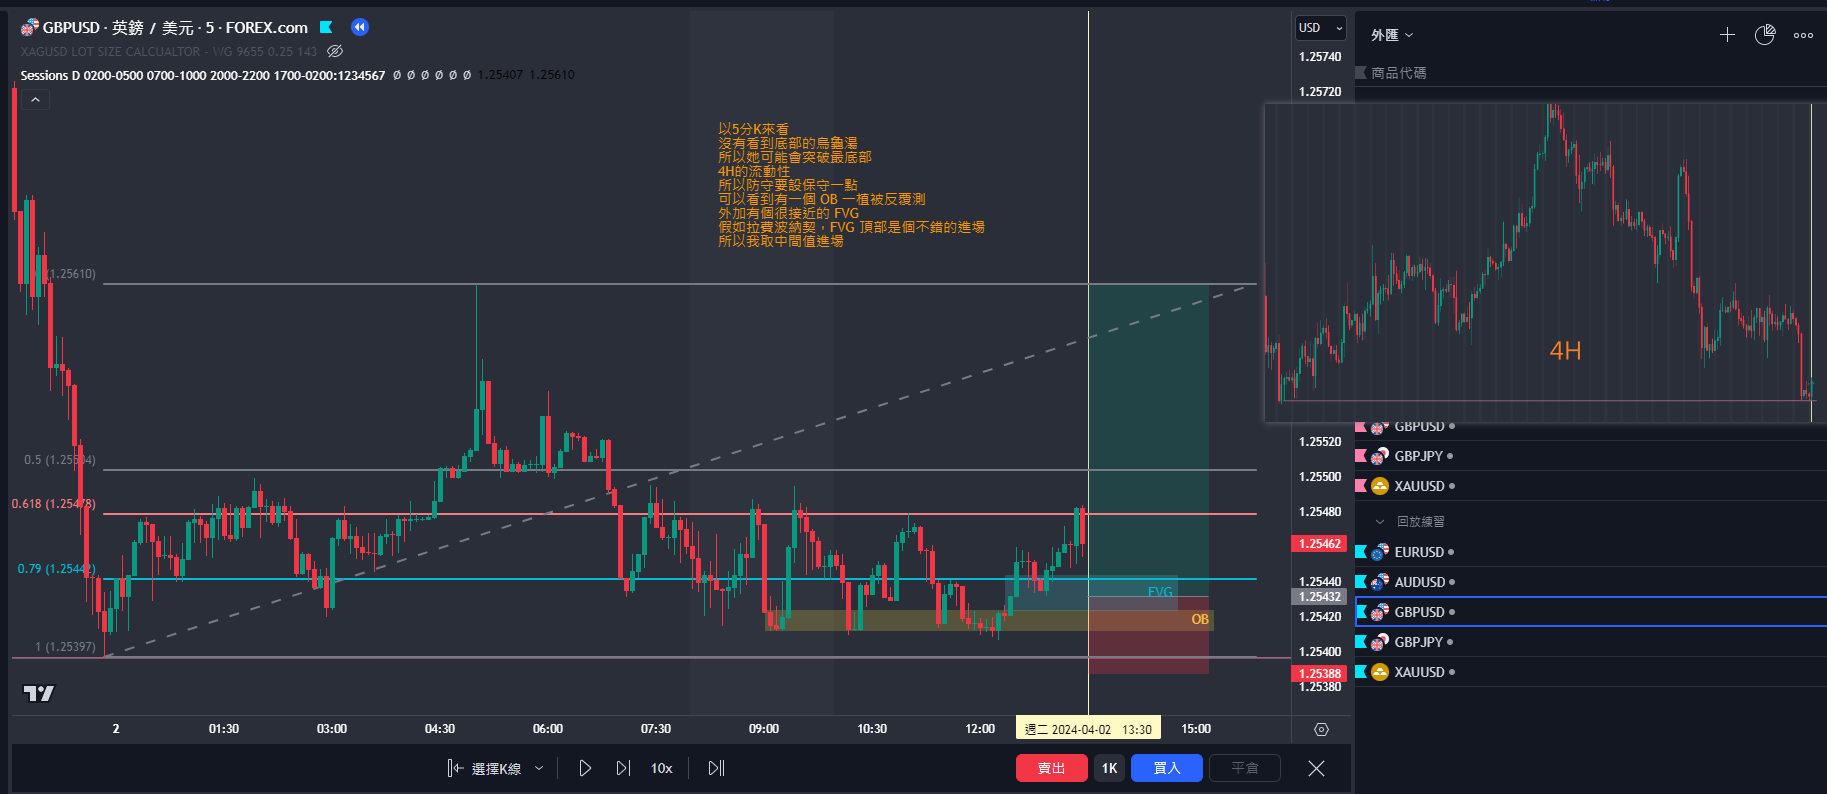 GBPUSD · 英鎊 / 美元 · 5 · FOREX.com
XAGUSD LOT SIZE CALCUALTOR - WG 9655 0.25 143
Sessions D 0200-0500 0700-1000 2000-2200 1700-0200:1234567 ø ø ø ø ø ø 1.25407 1.25610
以5分K來看
沒有看到底部的烏龜湯
所以她可能會突破最底部
4H的流動性
所以防守要設保守一點
可以看到有一個 OB 一植被反覆測
外加有個很接近的 FVG
假如拉費波納契，FVG 頂部是個不錯的進場
所以我取中間值進場
(1.25610)
0.5 (1.25504)
0.618 (1.25478)
0.79 (1.25442)
1 (1.25397)
FVG
OB
USD
1.25740
1.25720
1.25520
1.25500
1.25480
1.25462
1.25440
1.25432
1.25420
1.25400
1.25388
1.25380
2
01:30
03:00
04:30
06:00
07:30
09:00
10:30
12:00
週二 2024-04-02 13:30
15:00
選擇K線
10x
賣出
1K
買入
平倉
外匯
商品代碼
4H
GBPUSD
GBPJPY
XAUUSD
回放練習
EURUSD
AUDUSD
GBPUSD
GBPJPY
XAUUSD